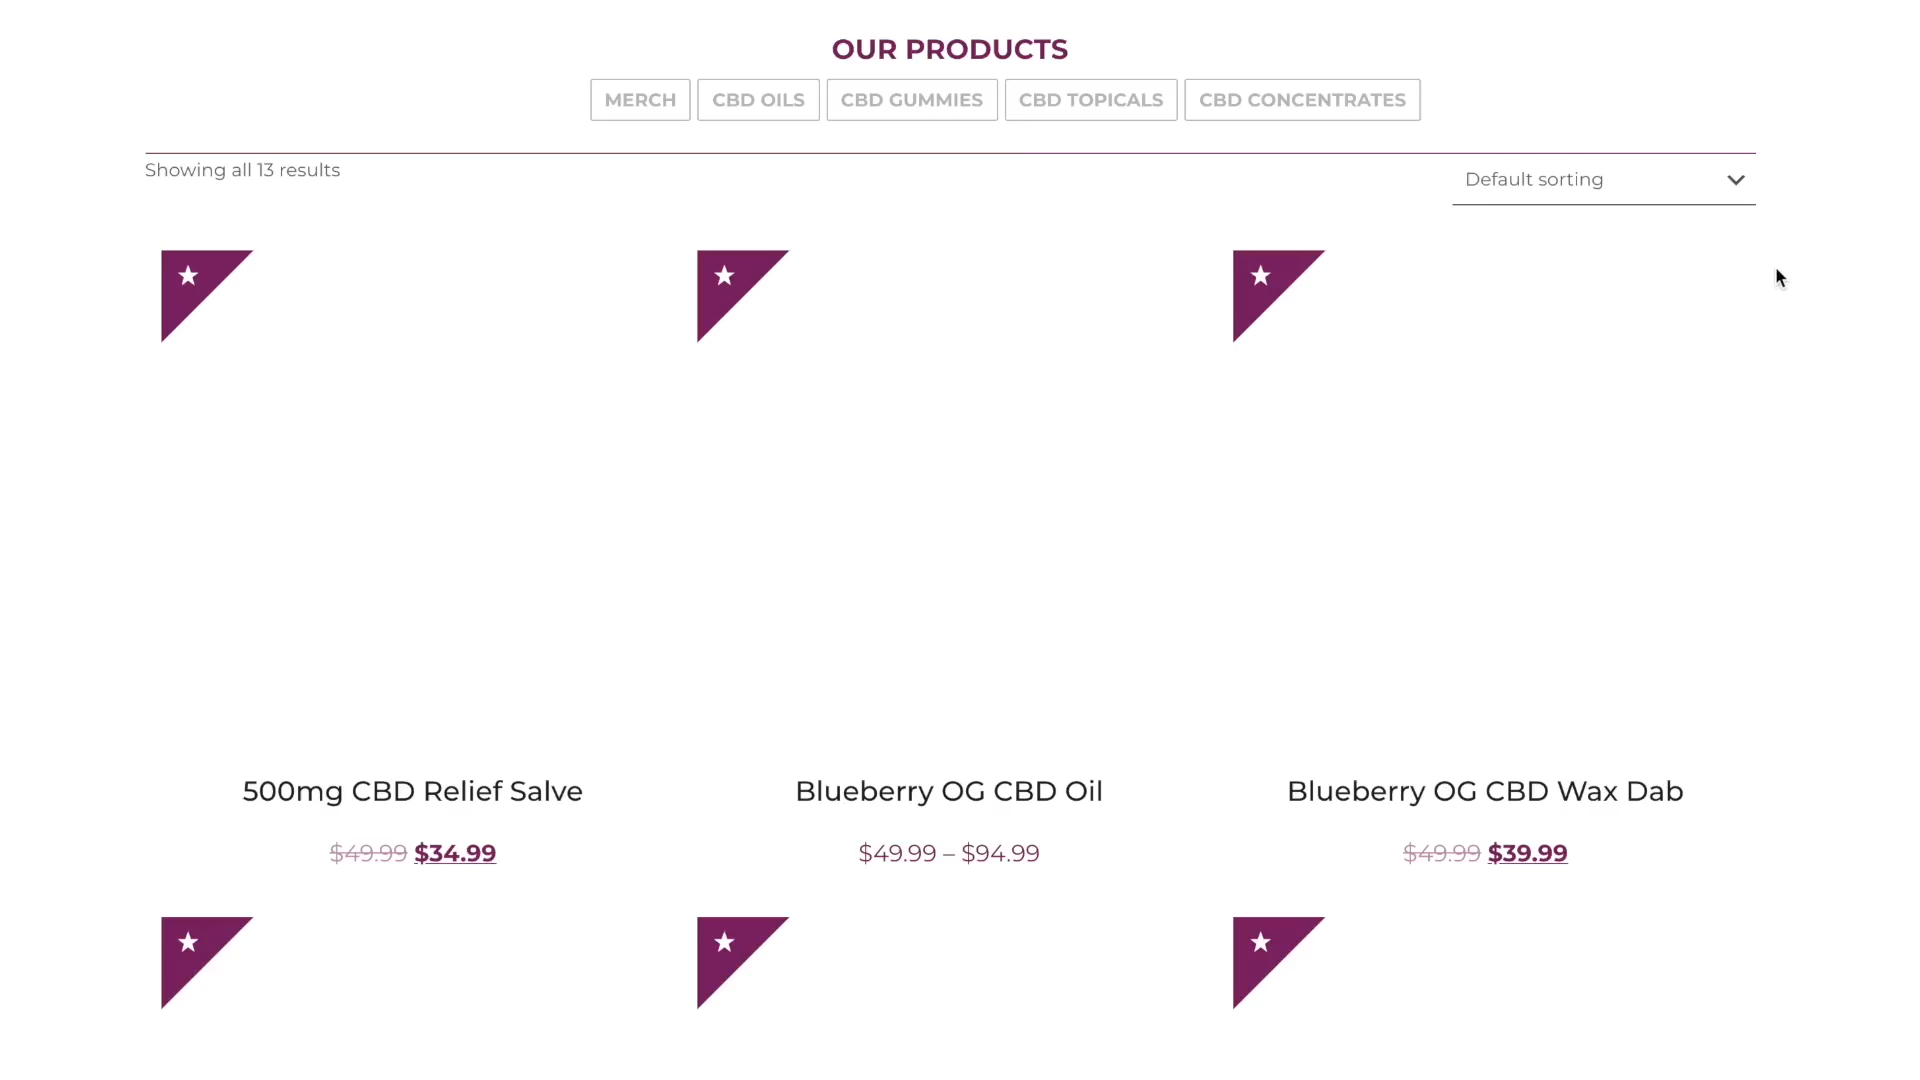 OUR PRODUCTS
MERCH CBD OILS CBD GUMMIES CBD TOPICALS CBD CONCENTRATES
Showing all 13 results
Default sorting
500mg CBD Relief Salve
$49.99 $34.99
Blueberry OG CBD Oil
$49.99 – $94.99
Blueberry OG CBD Wax Dab
$49.99 $39.99